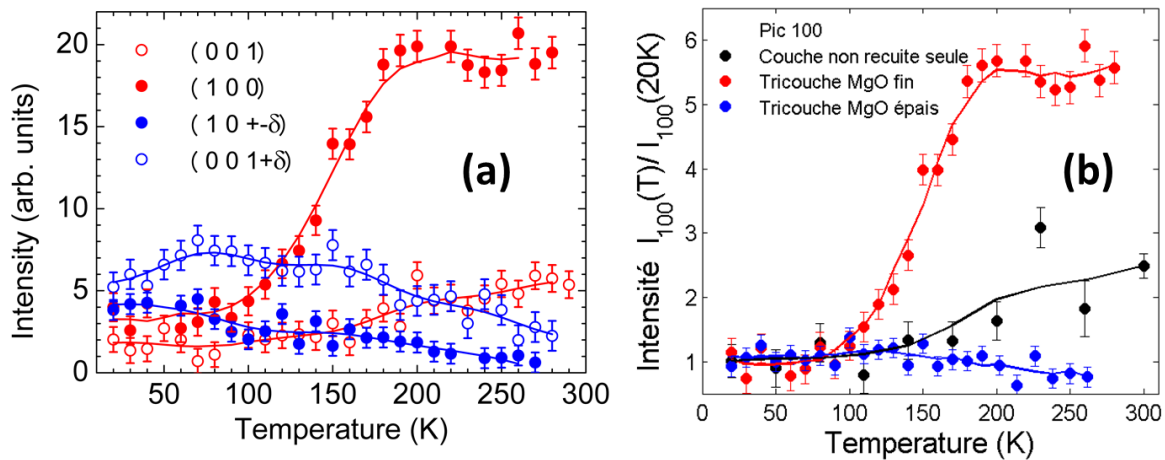 Intensity (arb. units)
20
15
10
5
0
( 0 0 1)
( 1 0 0)
( 1 0 +-δ)
( 0 0 1+δ)
(a)
50 100 150 200 250 300
Temperature (K)
Intensité I100(T)/ I100(20K)
6
5
4
3
2
1
Pic 100
Couche non recuite seule
Tricouche MgO fin
Tricouche MgO épais
(b)
0 50 100 150 200 250 300
Temperature (K)